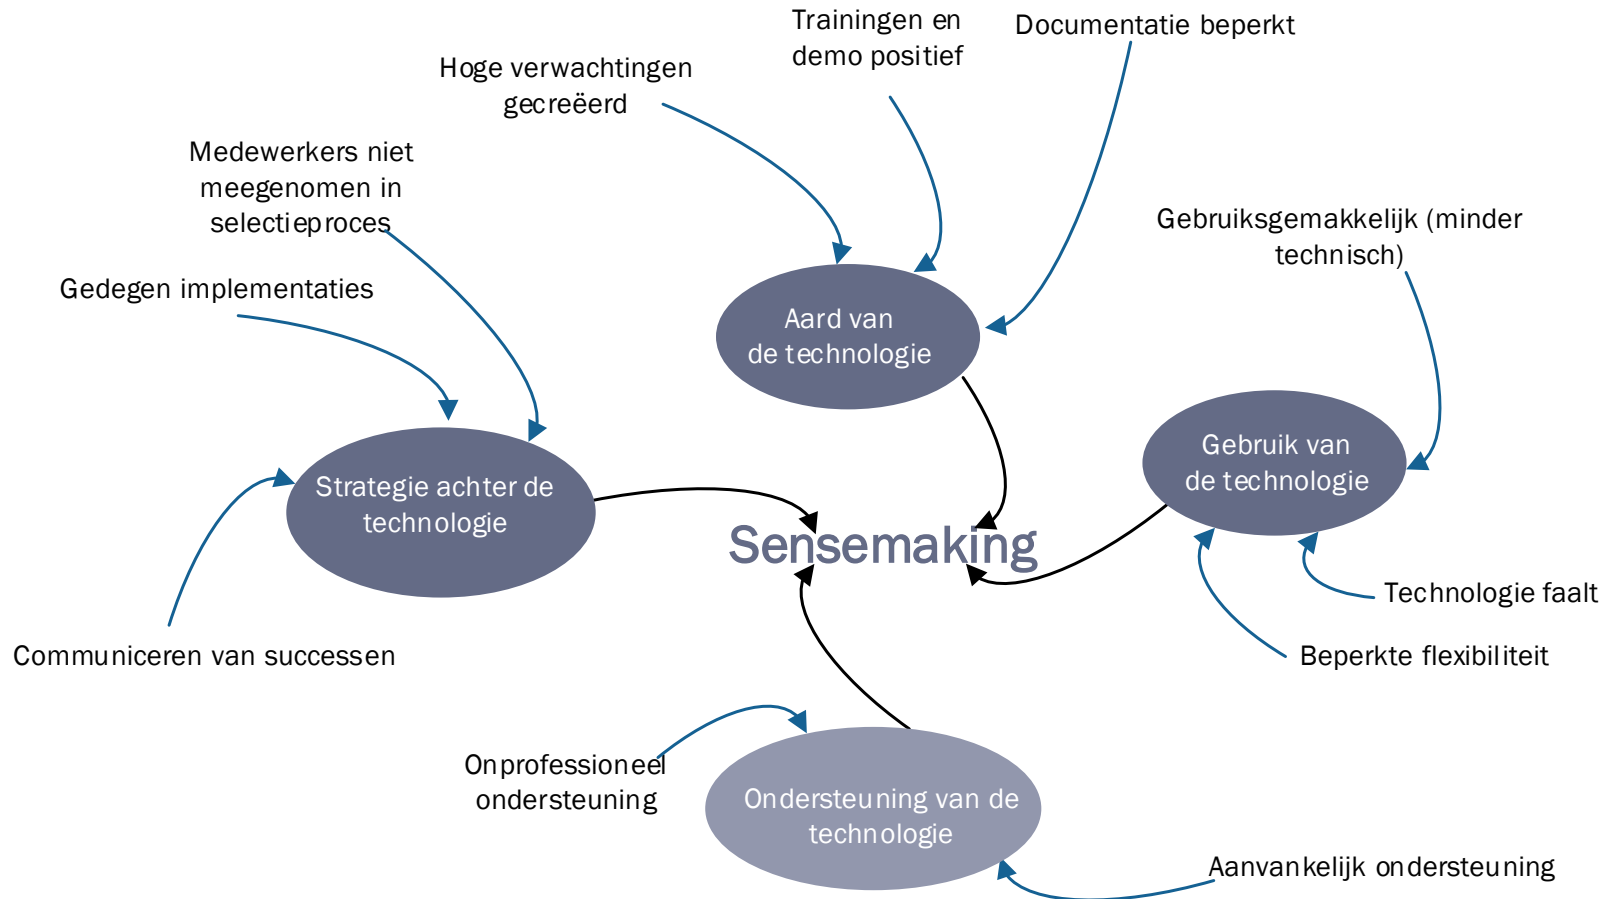 Trainingen en
demo positief
Documentatie beperkt
Hoge verwachtingen
gecreëerd
Medewerkers niet
meegenomen in
selectieproces
Gebruiksgemakkelijk (minder
technisch)
Gedegen implementaties
Aard van
de technologie
Gebruik van
de technologie
Strategie achter de
technologie
Sensemaking
Technologie faalt
Communiceren van successen
Beperkte flexibiliteit
Onprofessioneel
ondersteuning
Ondersteuning van de
technologie
Aanvankelijk ondersteuning